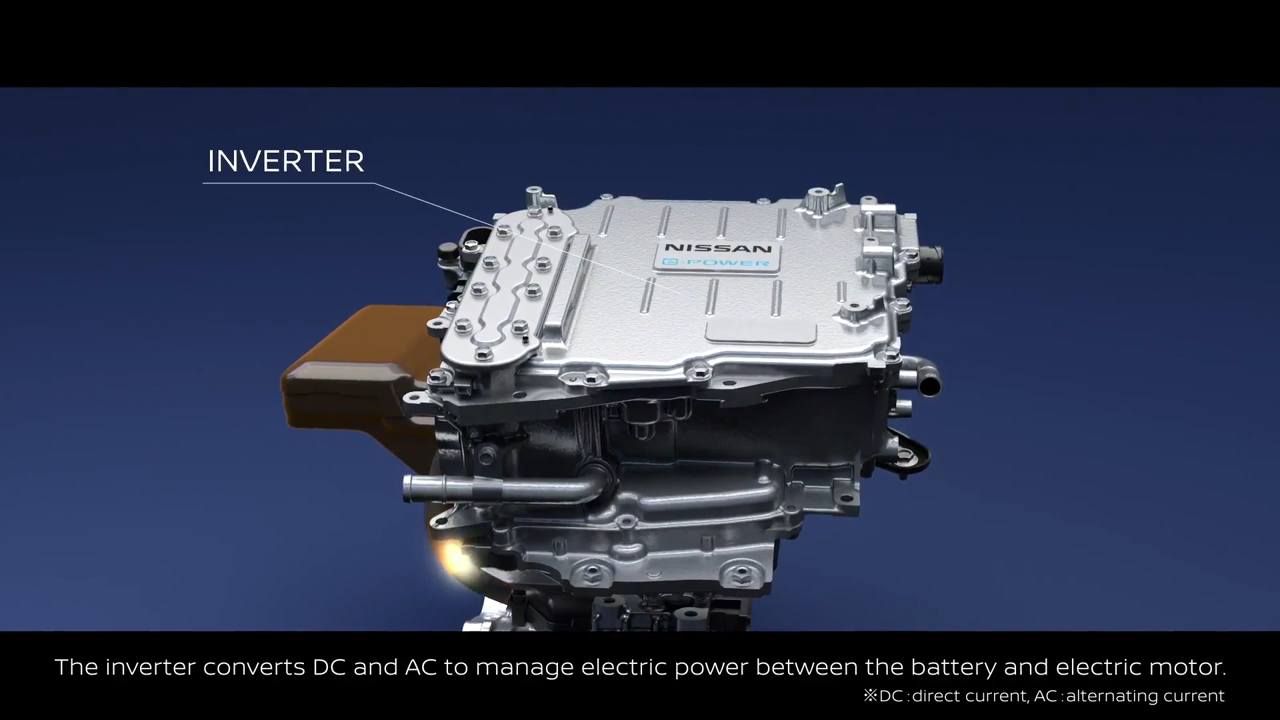 INVERTER
NISSAN
e-POWER
The inverter converts DC and AC to manage electric power between the battery and electric motor.
※DC : direct current, AC : alternating current